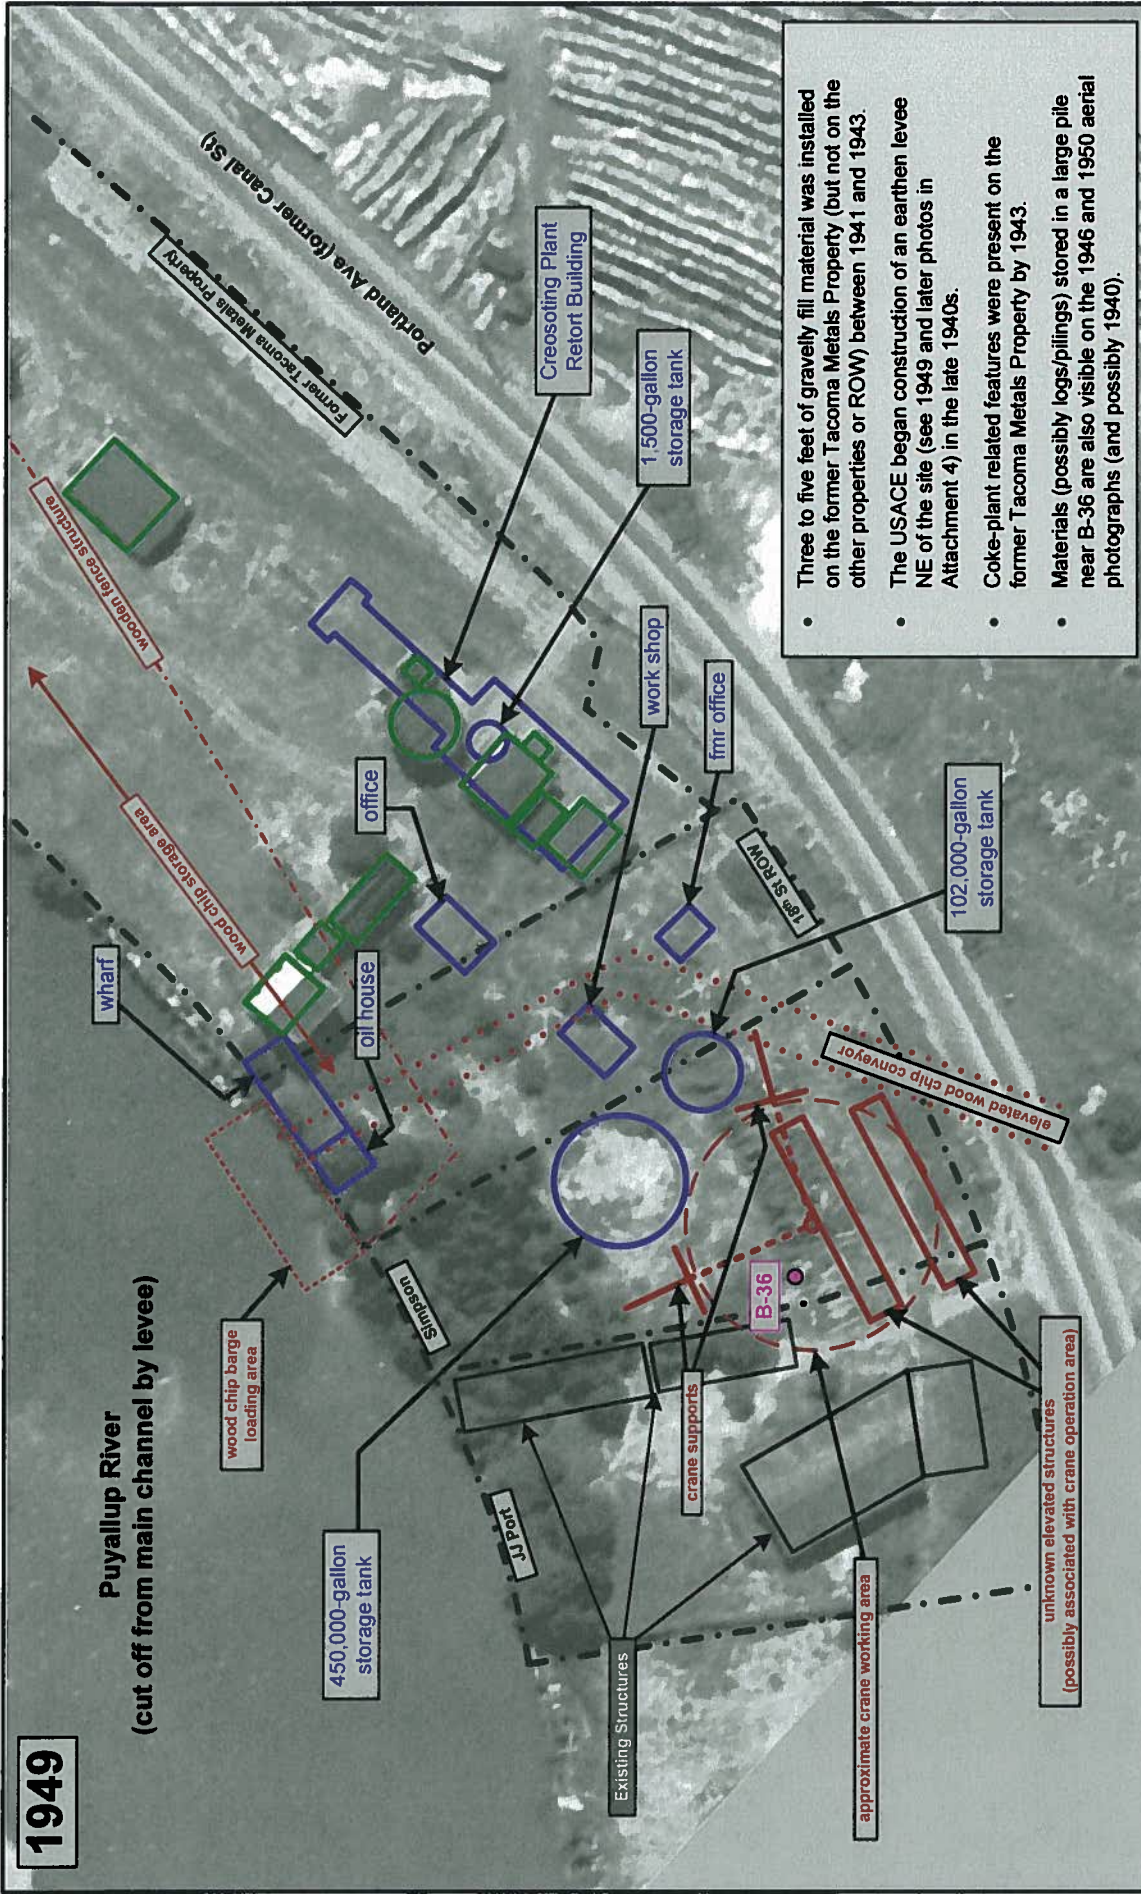 1949
Puyallup River
(cut off from main channel by levee)
wood chip barge
loading area
wharf
wood chip storage area
wooden fence structure
Former Tacoma Metals Property
Portland Ave (former Canal St)
oil house
office
Creosoting Plant
Retort Building
1,500-gallon
storage tank
450,000-gallon
storage tank
Simpson
JJ Port
work shop
fmr office
18th St ROW
102,000-gallon
storage tank
elevated wood chip conveyor
B-36
crane supports
Existing Structures
approximate crane working area
unknown elevated structures
(possibly associated with crane operation area)
• Three to five feet of gravelly fill material was installed
on the former Tacoma Metals Property (but not on the
other properties or ROW) between 1941 and 1943.
• The USACE began construction of an earthen levee
NE of the site (see 1949 and later photos in
Attachment 4) in the late 1940s.
• Coke-plant related features were present on the
former Tacoma Metals Property by 1943.
• Materials (possibly logs/pilings) stored in a large pile
near B-36 are also visible on the 1946 and 1950 aerial
photographs (and possibly 1940).